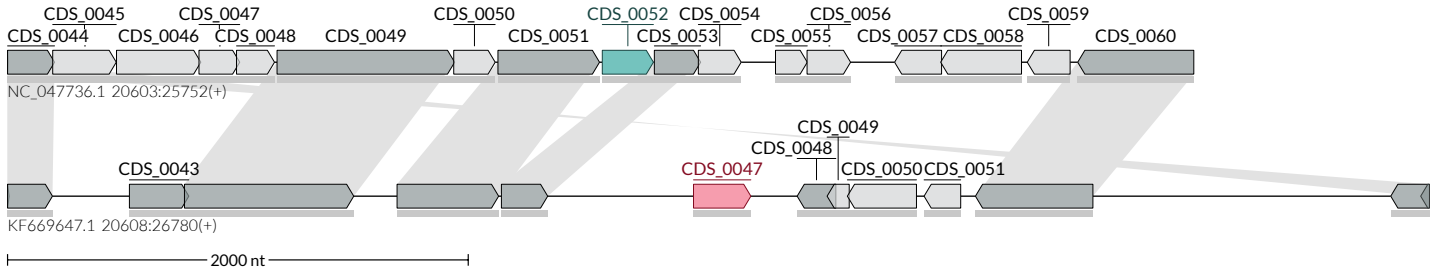 CDS_0045 CDS_0047 CDS_0050 CDS_0052 CDS_0054 CDS_0056 CDS_0059
CDS_0044 CDS_0046 CDS_0048 CDS_0049 CDS_0051 CDS_0053 CDS_0055 CDS_0057 CDS_0058 CDS_0060
NC_047736.1 20603:25752(+)
CDS_0049
CDS_0048
CDS_0043 CDS_0047 CDS_0050 CDS_0051
KF669647.1 20608:26780(+)
2000 nt